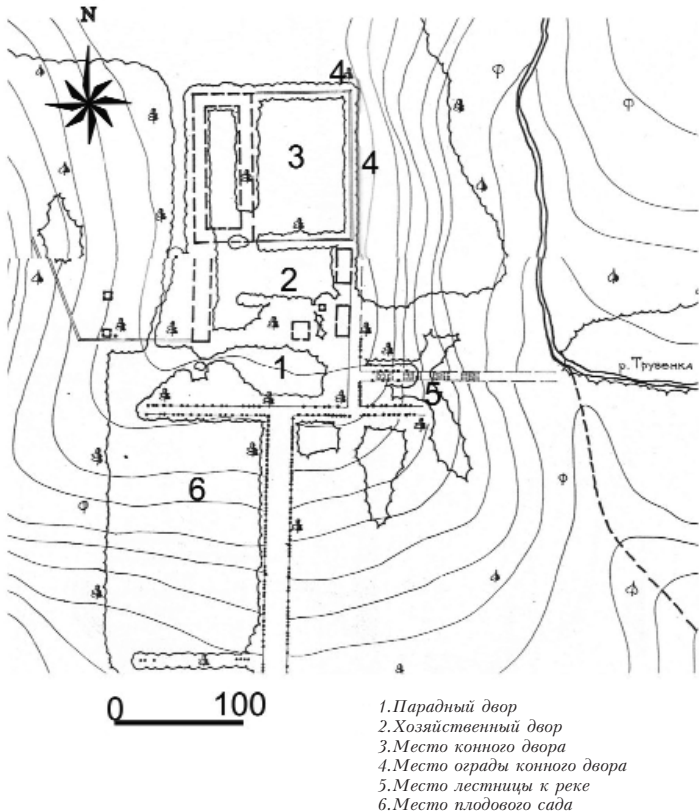 N
4
3
4
2
1
р. Трувенка
5
6
0 100
1.Парадный двор
2.Хозяйственный двор
3.Место конного двора
4.Место ограды конного двора
5.Место лестницы к реке
6.Место плодового сада